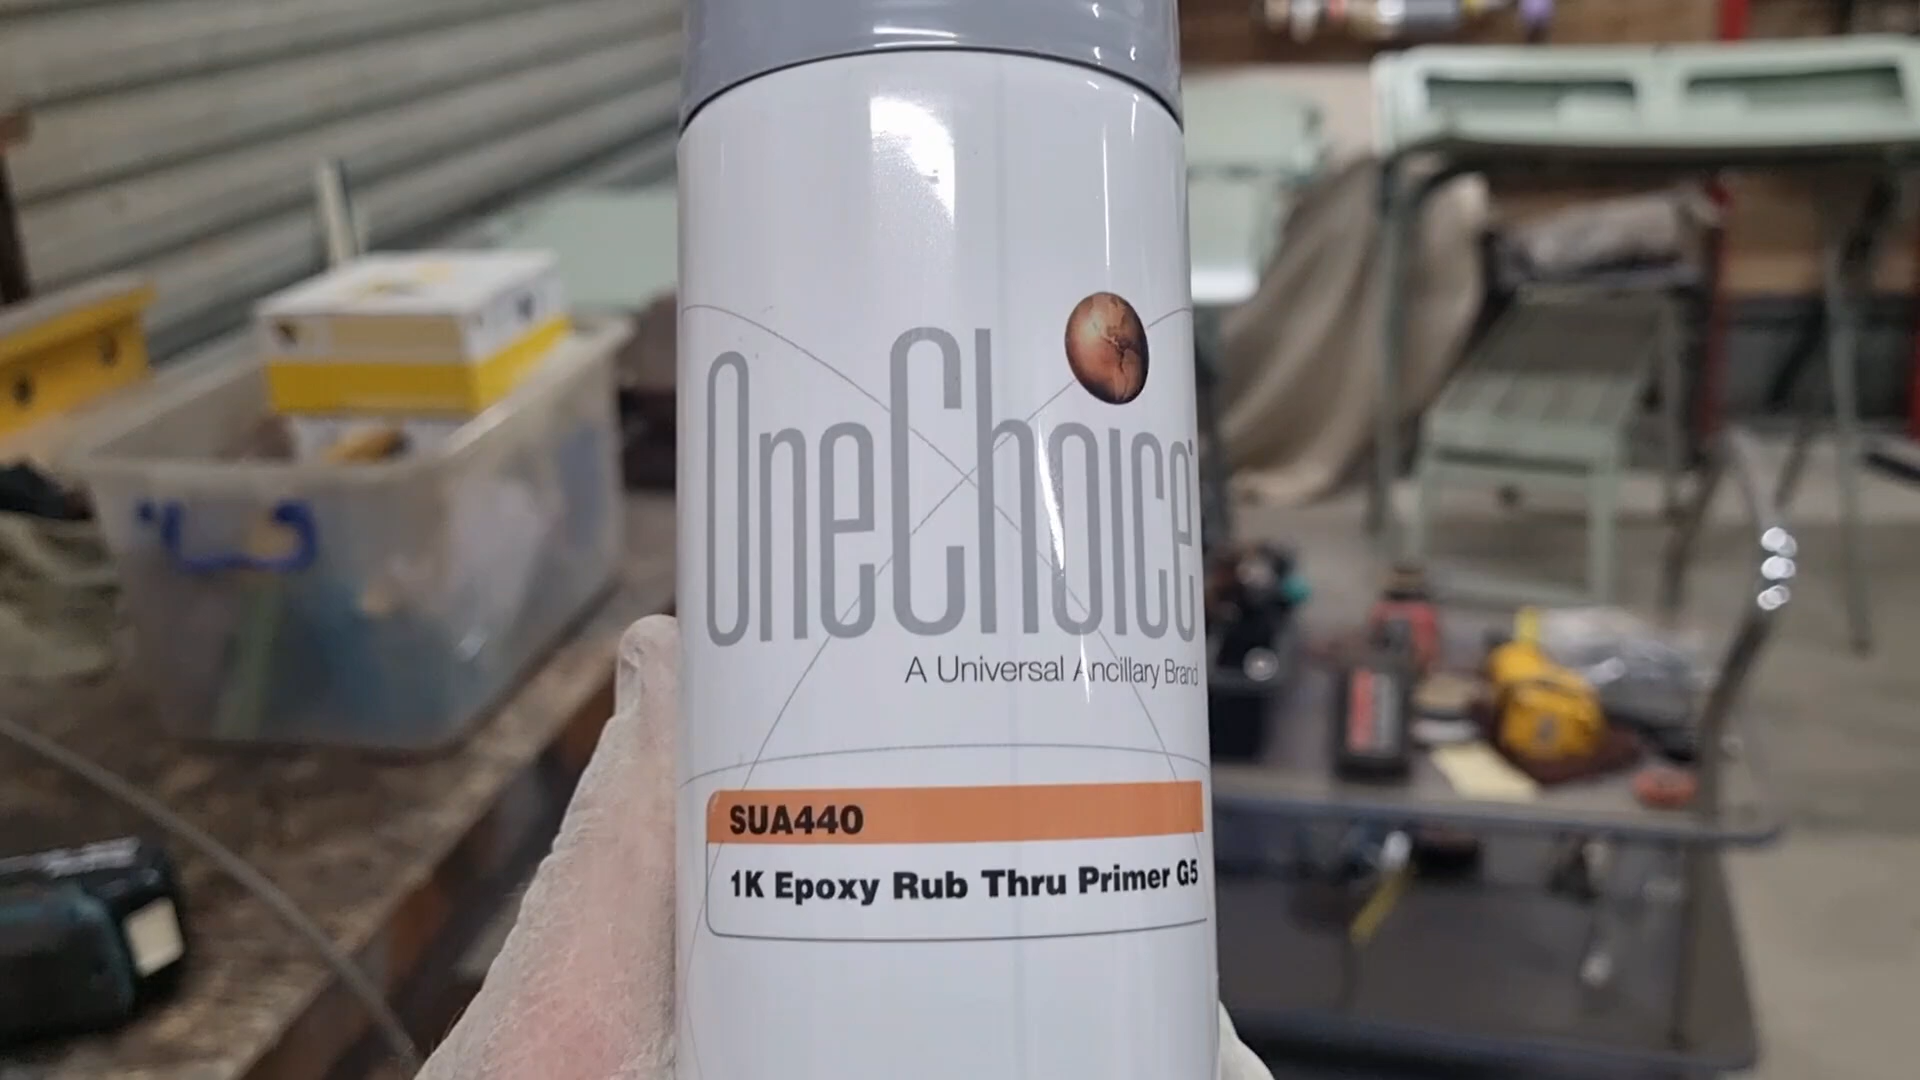 OneChoice
A Universal Ancillary Brand
SUA440
1K Epoxy Rub Thru Primer G5